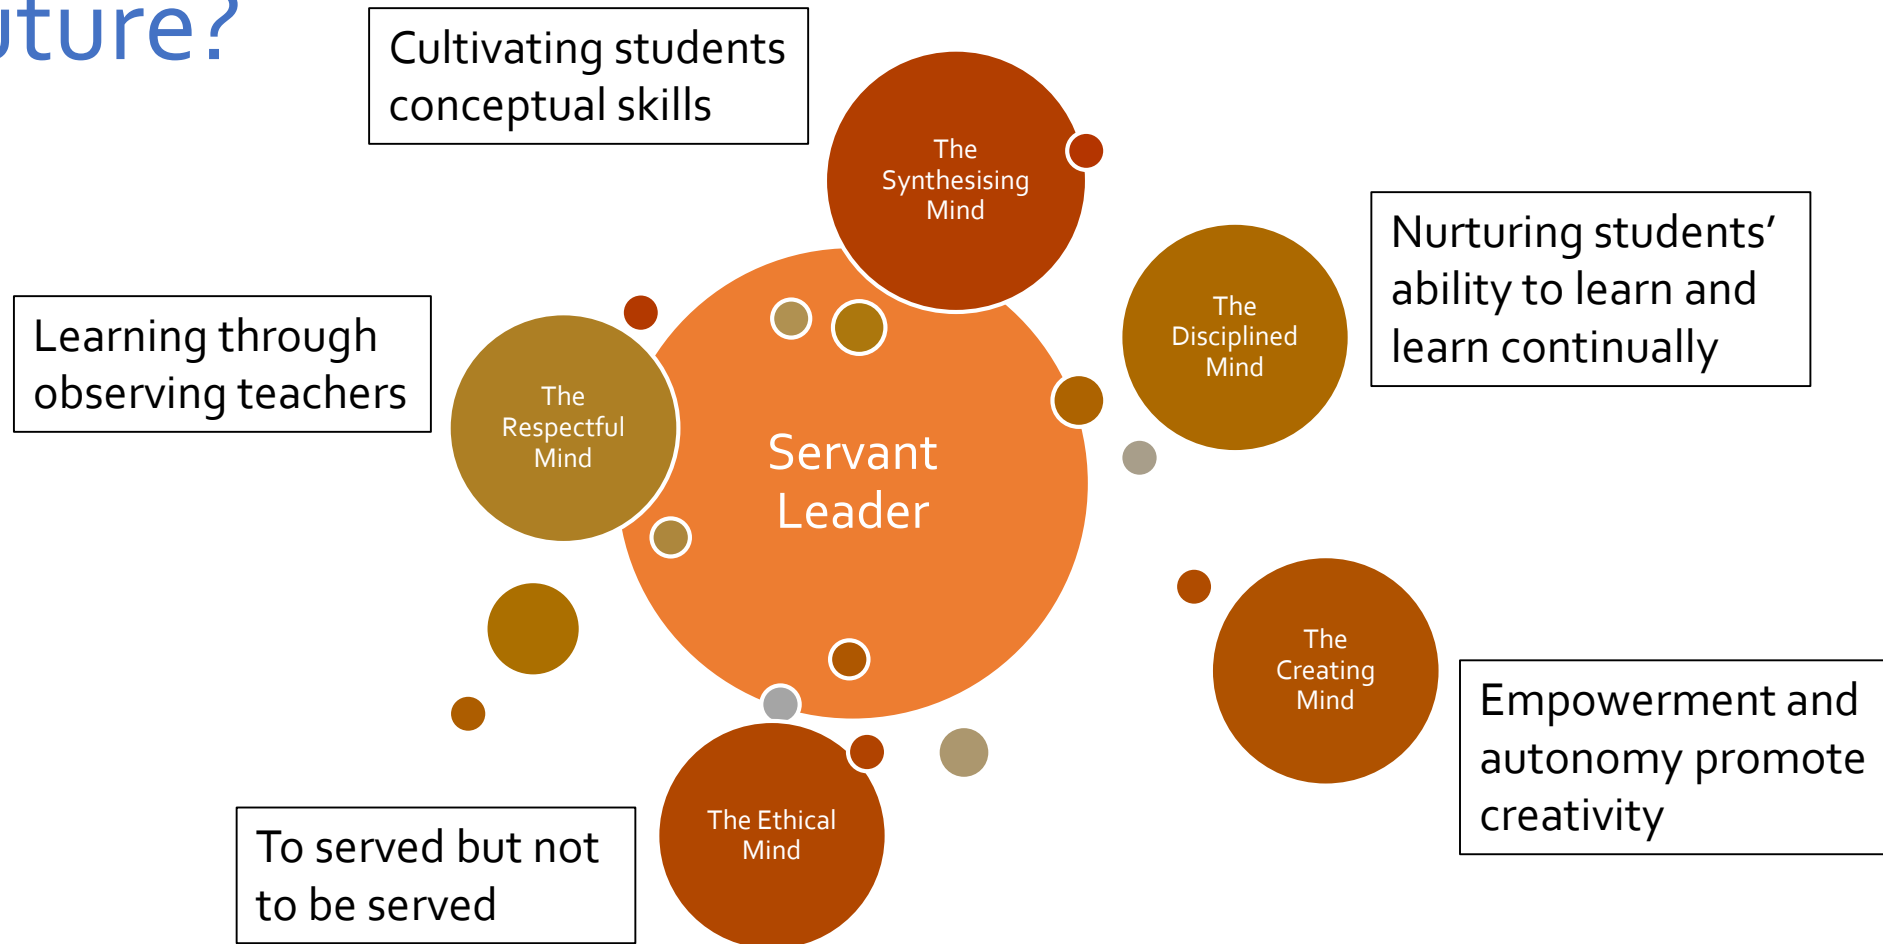 uture?
Cultivating students
conceptual skills
The
Synthesising
Mind
Nurturing students’
ability to learn and
learn continually
The
Disciplined
Mind
Learning through
observing teachers
The
Respectful
Mind
Servant
Leader
The
Creating
Mind
Empowerment and
autonomy promote
creativity
The Ethical
Mind
To served but not
to be served